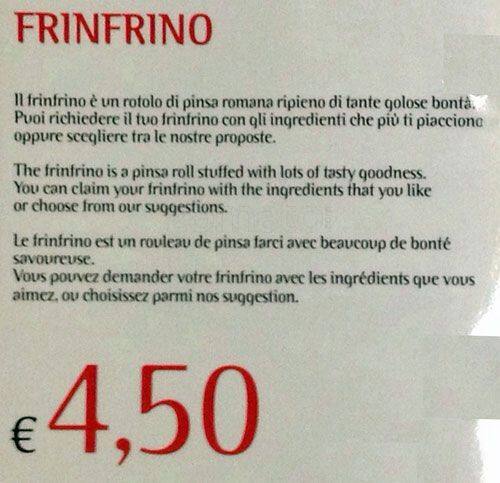 FRINFRINO
Il frinfrino è un rotolo di pinsa romana ripieno di tante golose bontà.
Puoi richiedere il tuo frinfrino con gli ingredienti che più ti piacciono
oppure scegliere tra le nostre proposte.
The frinfrino is a pinsa roll stuffed with lots of tasty goodness.
You can claim your frinfrino with the ingredients that you like
or choose from our suggestions.
Le frinfrino est un rouleau de pinsa farci avec beaucoup de bonté
savoureuse.
Vous pouvez demander votre frinfrino avec les ingrédients que vous
aimez, ou choisissez parmi nos suggestion.
€ 4,50